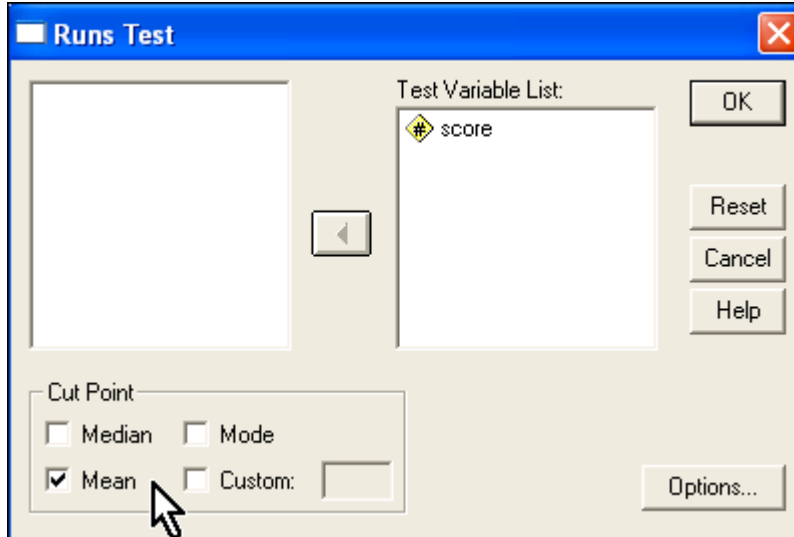 Runs Test
Test Variable List:
# score
OK
Reset
Cancel
Help
Cut Point
Median
Mode
Mean
Custom:
Options...